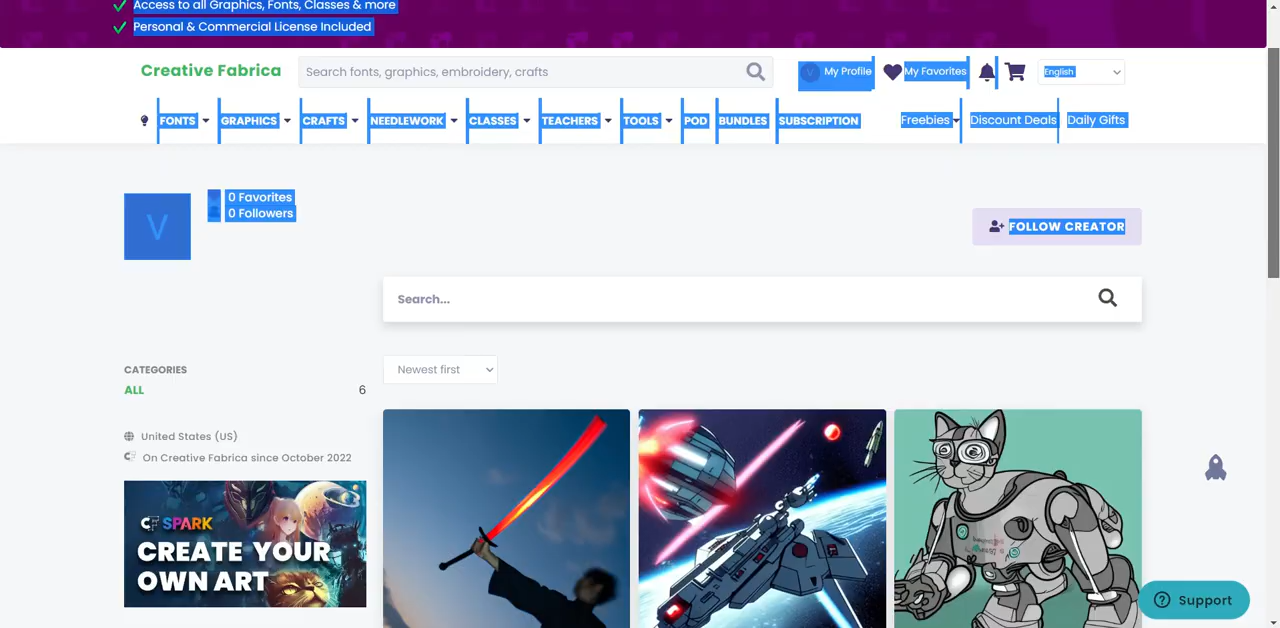 Access to all Graphics, Fonts, Classes & more
Personal & Commercial License Included
Creative Fabrica
Search fonts, graphics, embroidery, crafts
V My Profile
My Favorites
English
FONTS GRAPHICS CRAFTS NEEDLEWORK CLASSES TEACHERS TOOLS POD BUNDLES SUBSCRIPTION Freebies Discount Deals Daily Gifts
V
0 Favorites
0 Followers
FOLLOW CREATOR
Search...
CATEGORIES
Newest first
ALL 6
United States (US)
On Creative Fabrica since October 2022
CF SPARK
CREATE YOUR
OWN ART
Support